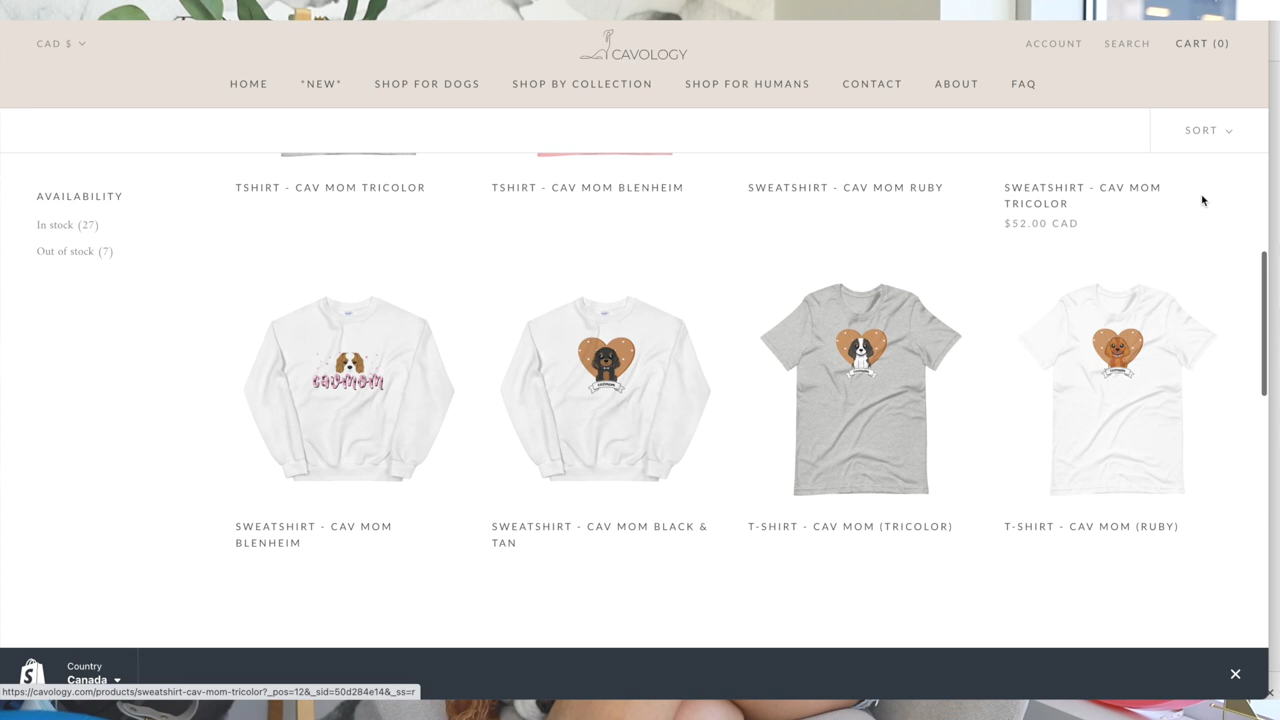 CAD $
CAVOLOGY
ACCOUNT
SEARCH
CART (0)
HOME
*NEW*
SHOP FOR DOGS
SHOP BY COLLECTION
SHOP FOR HUMANS
CONTACT
ABOUT
FAQ
SORT
AVAILABILITY
In stock (27)
Out of stock (7)
TSHIRT - CAV MOM TRICOLOR
TSHIRT - CAV MOM BLENHEIM
SWEATSHIRT - CAV MOM RUBY
SWEATSHIRT - CAV MOM
TRICOLOR
$52.00 CAD
CAVMOM
SWEATSHIRT - CAV MOM
BLENHEIM
SWEATSHIRT - CAV MOM BLACK &
TAN
T-SHIRT - CAV MOM (TRICOLOR)
T-SHIRT - CAV MOM (RUBY)
Country
Canada
https://cavology.com/products/sweatshirt-cav-mom-tricolor?_pos=12&_sid=50d284e14&_ss=r